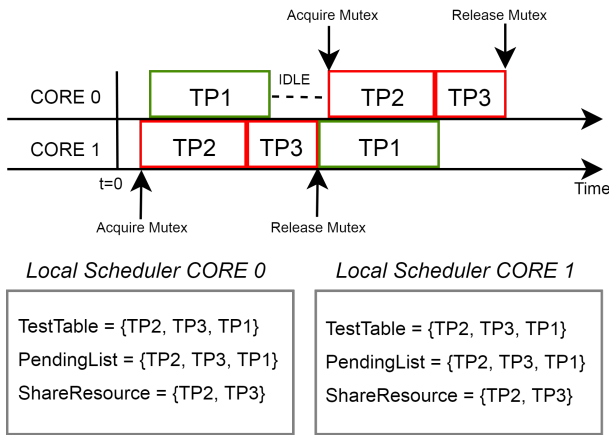 Acquire Mutex
Release Mutex
IDLE
CORE 0
TP1
TP2
TP3
CORE 1
TP2
TP3
TP1
t=0
Time
Acquire Mutex
Release Mutex
Local Scheduler CORE 0
TestTable = {TP2, TP3, TP1}
PendingList = {TP2, TP3, TP1}
ShareResource = {TP2, TP3}
Local Scheduler CORE 1
TestTable = {TP2, TP3, TP1}
PendingList = {TP2, TP3, TP1}
ShareResource = {TP2, TP3}